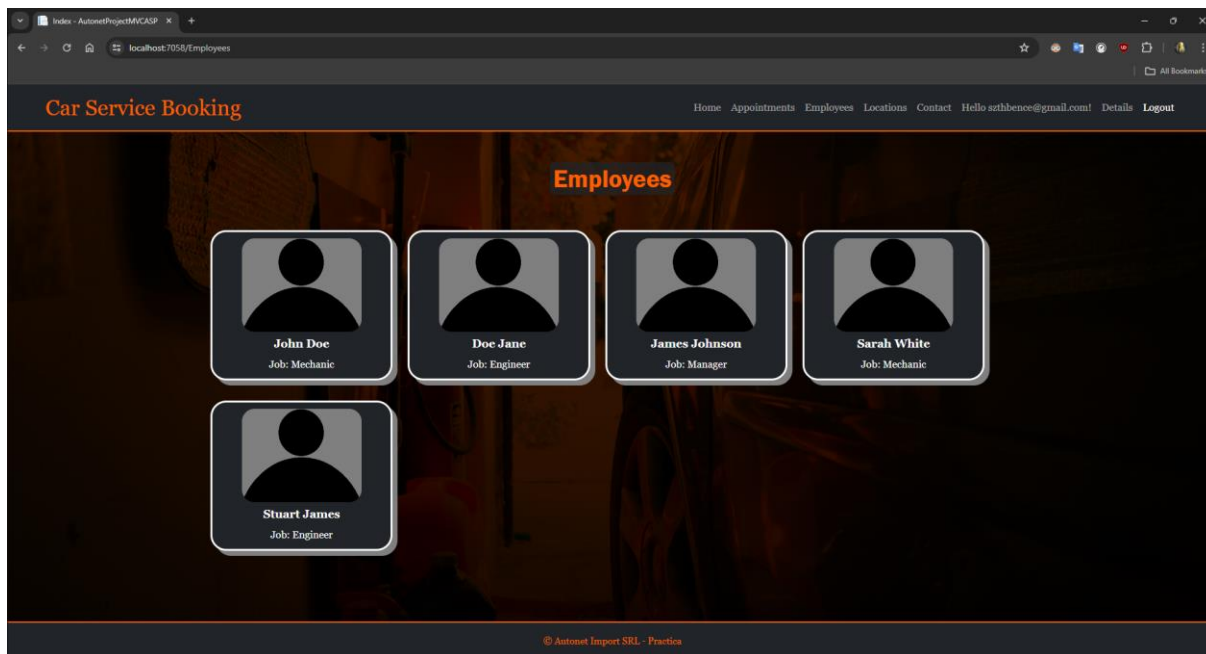 Index - AutonetProjectMVCASP
localhost:7058/Employees
All Bookmarks
Car Service Booking
Home Appointments Employees Locations Contact Hello szthbence@gmail.com! Details Logout
Employees
John Doe
Job: Mechanic
Doe Jane
Job: Engineer
James Johnson
Job: Manager
Sarah White
Job: Mechanic
Stuart James
Job: Engineer
© Autonet Import SRL - Practica